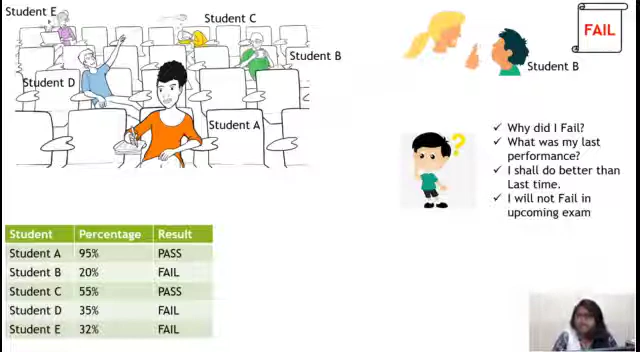 Student E
Student C
Student B
Student D
Student A
FAIL
Student B
✓ Why did I Fail?
✓ What was my last
performance?
✓ I shall do better than
Last time.
✓ I will not Fail in
upcoming exam
Student Percentage Result
Student A 95% PASS
Student B 20% FAIL
Student C 55% PASS
Student D 35% FAIL
Student E 32% FAIL